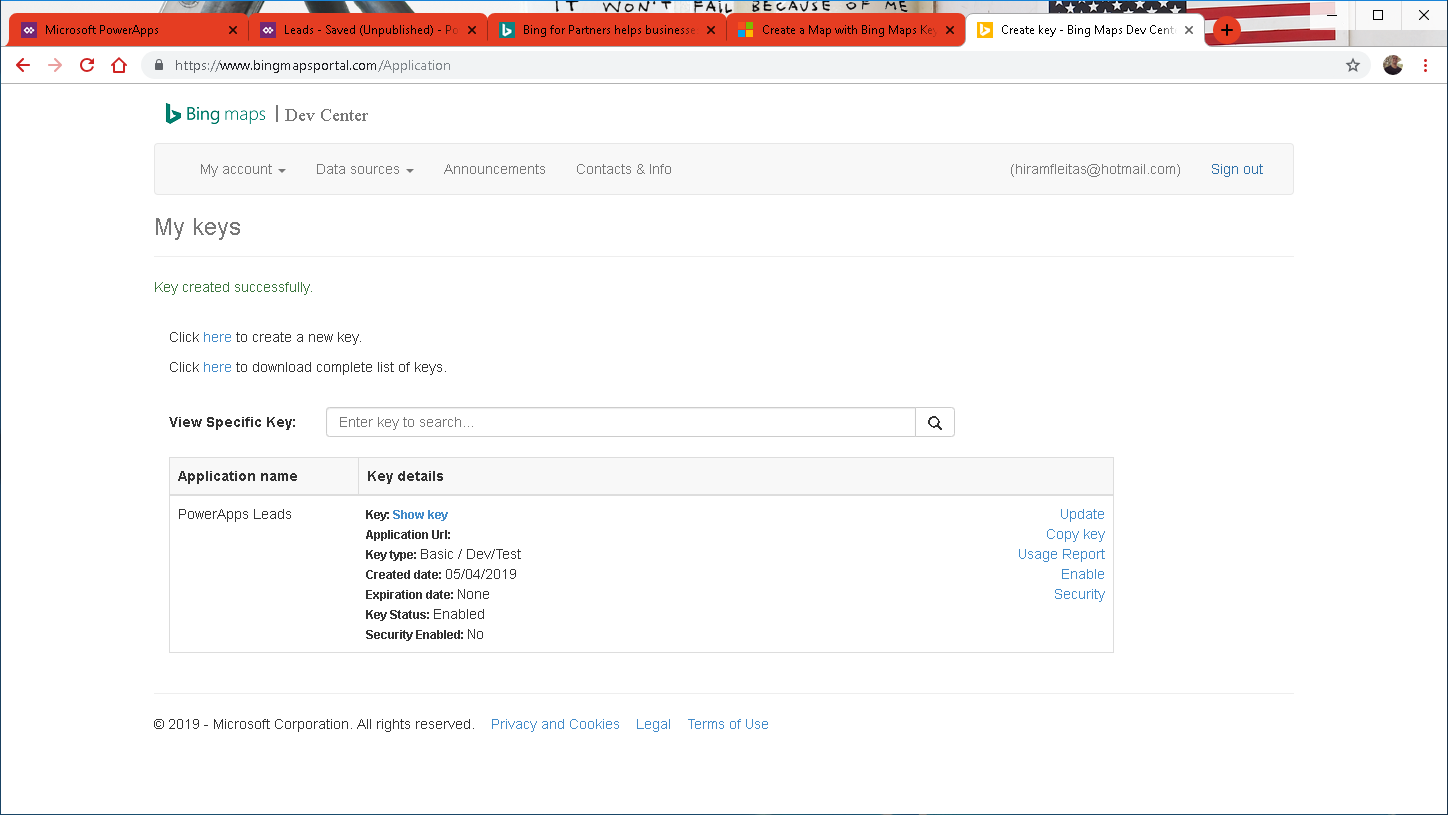 IT WON'T FAIL BECAUSE OF ME
Microsoft PowerApps
Leads - Saved (Unpublished) - Po
Bing for Partners helps businesse
Create a Map with Bing Maps Key
Create key - Bing Maps Dev Cent
https://www.bingmapsportal.com/Application
Bing maps | Dev Center
My account Data sources Announcements Contacts & Info (hiramfleitas@hotmail.com) Sign out
My keys
Key created successfully.
Click here to create a new key.
Click here to download complete list of keys.
View Specific Key: Enter key to search...
Application name Key details
PowerApps Leads Key: Show key Update
Application Url: Copy key
Key type: Basic / Dev/Test Usage Report
Created date: 05/04/2019 Enable
Expiration date: None Security
Key Status: Enabled
Security Enabled: No
© 2019 - Microsoft Corporation. All rights reserved. Privacy and Cookies Legal Terms of Use